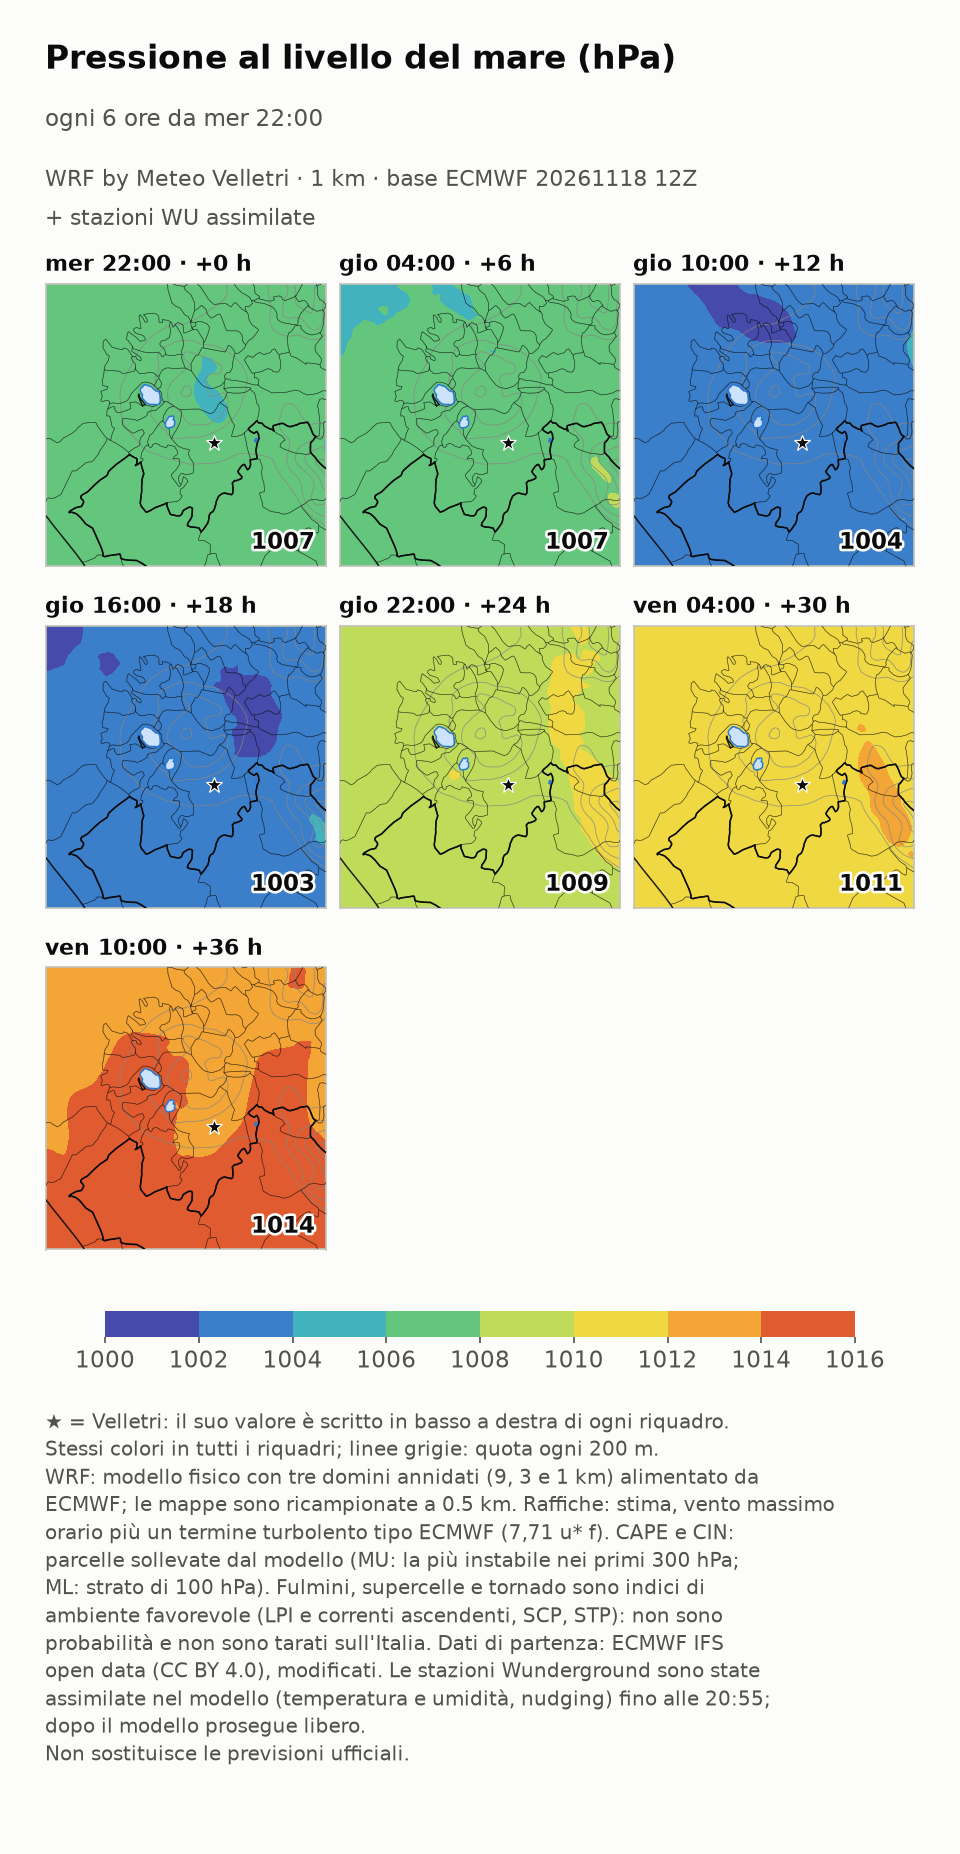 Pressione al livello del mare (hPa)
ogni 6 ore da mer 22:00
WRF by Meteo Velletri · 1 km · base ECMWF 20261118 12Z
+ stazioni WU assimilate
mer 22:00 · +0 h
gio 04:00 · +6 h
gio 10:00 · +12 h
1007
1007
1004
gio 16:00 · +18 h
gio 22:00 · +24 h
ven 04:00 · +30 h
1003
1009
1011
ven 10:00 · +36 h
1014
1000 1002 1004 1006 1008 1010 1012 1014 1016
★ = Velletri: il suo valore è scritto in basso a destra di ogni riquadro.
Stessi colori in tutti i riquadri; linee grigie: quota ogni 200 m.
WRF: modello fisico con tre domini annidati (9, 3 e 1 km) alimentato da
ECMWF; le mappe sono ricampionate a 0.5 km. Raffiche: stima, vento massimo
orario più un termine turbolento tipo ECMWF (7,71 u* f). CAPE e CIN:
parcelle sollevate dal modello (MU: la più instabile nei primi 300 hPa;
ML: strato di 100 hPa). Fulmini, supercelle e tornado sono indici di
ambiente favorevole (LPI e correnti ascendenti, SCP, STP): non sono
probabilità e non sono tarati sull'Italia. Dati di partenza: ECMWF IFS
open data (CC BY 4.0), modificati. Le stazioni Wunderground sono state
assimilate nel modello (temperatura e umidità, nudging) fino alle 20:55;
dopo il modello prosegue libero.
Non sostituisce le previsioni ufficiali.